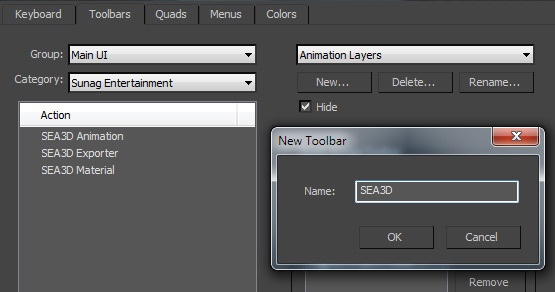 Keyboard Toolbars Quads Menus Colors
Group: Main UI
Category: Sunag Entertainment
Action
SEA3D Animation
SEA3D Exporter
SEA3D Material
Animation Layers
New... Delete... Rename...
Hide
New Toolbar
Name: SEA3D
OK Cancel
Remove